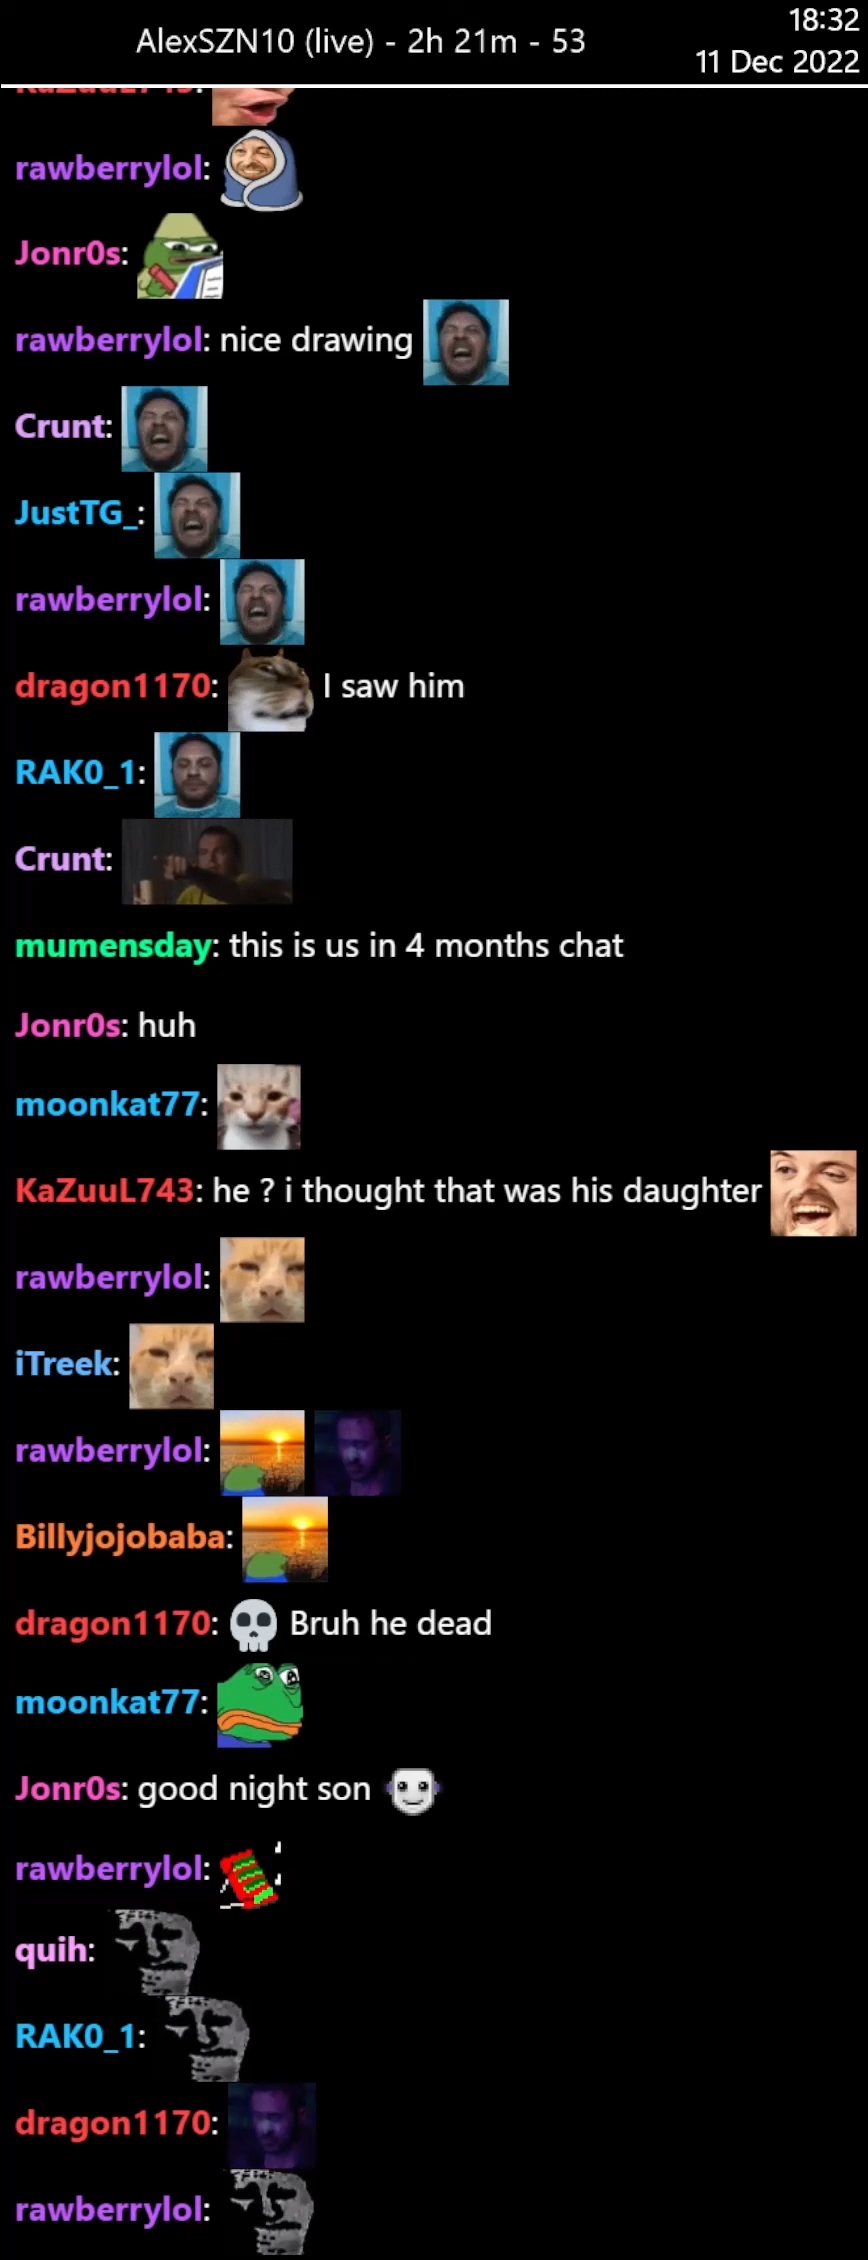 AlexSZN10 (live) - 2h 21m - 53
18:32
11 Dec 2022
KaZuuL743:
rawberrylol:
Jonr0s:
rawberrylol: nice drawing
Crunt:
JustTG_:
rawberrylol:
dragon1170: I saw him
RAK0_1:
Crunt:
mumensday: this is us in 4 months chat
Jonr0s: huh
moonkat77:
KaZuuL743: he ? i thought that was his daughter
rawberrylol:
iTreek:
rawberrylol:
Billyjojobaba:
dragon1170: 💀 Bruh he dead
moonkat77:
Jonr0s: good night son
rawberrylol:
quih:
RAK0_1:
dragon1170:
rawberrylol: